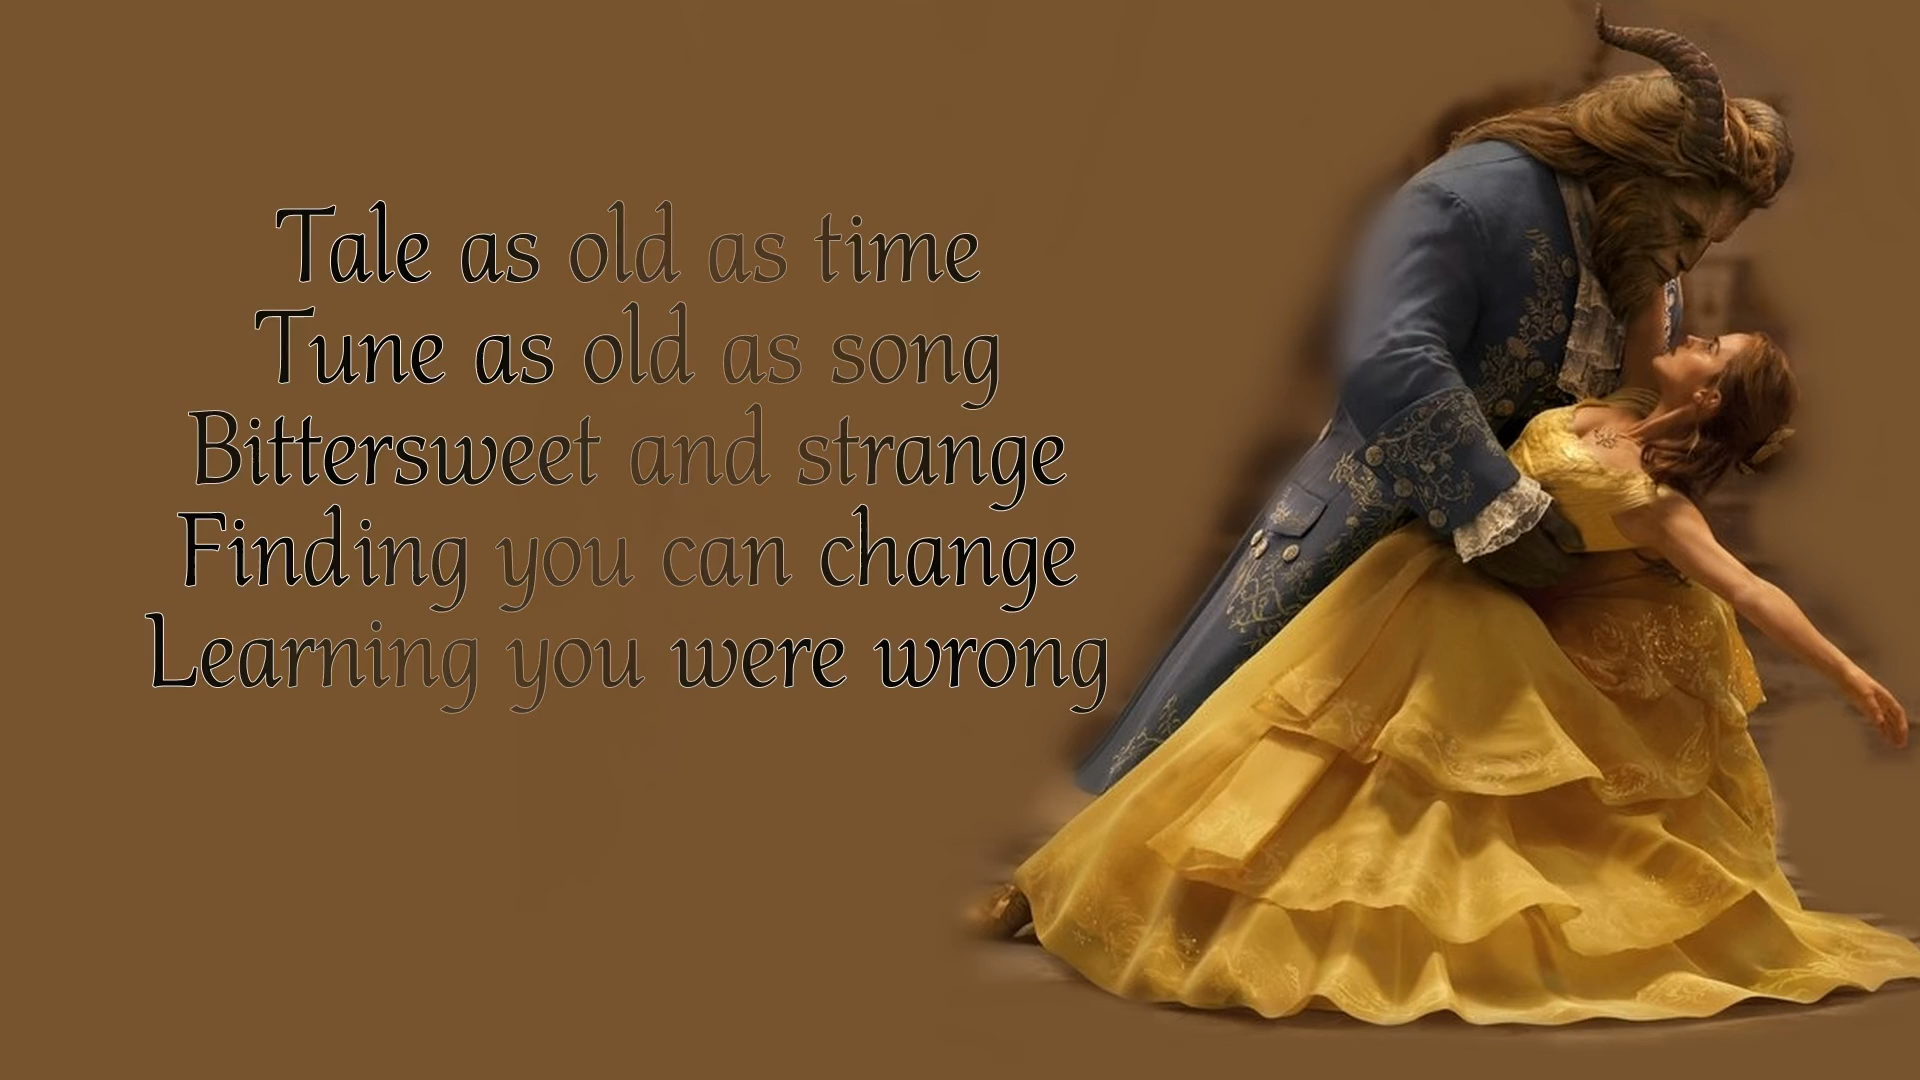 Tale as old as time
Tune as old as song
Bittersweet and strange
Finding you can change
Learning you were wrong